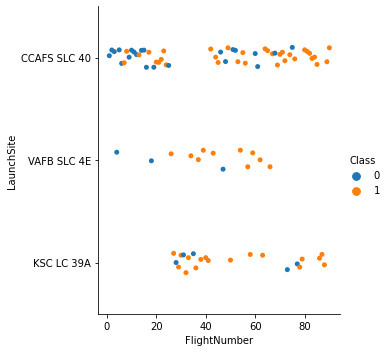 CCAFS SLC 40
VAFB SLC 4E
KSC LC 39A
LaunchSite
0
20
40
60
80
FlightNumber
Class
0
1